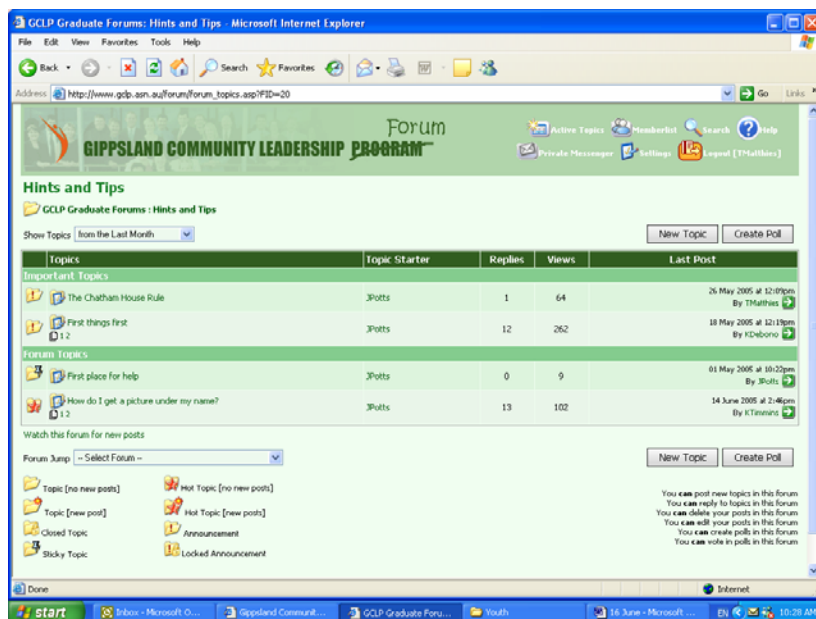 GCLP Graduate Forums: Hints and Tips - Microsoft Internet Explorer
File Edit View Favorites Tools Help
Back Search Favorites
Address http://www.gclp.asn.au/forum/forum_topics.asp?FID=20 Go Links
Forum
GIPPSLAND COMMUNITY LEADERSHIP PROGRAM
Active Topics Memberlist Search Help
Private Messenger Settings Logout [TMatthies]
Hints and Tips
GCLP Graduate Forums : Hints and Tips
Show Topics from the Last Month New Topic Create Poll
Topics Topic Starter Replies Views Last Post
Important Topics
The Chatham House Rule JPotts 1 64 26 May 2005 at 12:09pm
By TMatthies
First things first JPotts 12 262 18 May 2005 at 12:19pm
1 2 By KDebono
Forum Topics
First place for help JPotts 0 9 01 May 2005 at 10:22pm
By JPotts
How do I get a picture under my name? JPotts 13 102 14 June 2005 at 2:46pm
1 2 By KTimmins
Watch this forum for new posts
Forum Jump -- Select Forum -- New Topic Create Poll
Topic [no new posts] Hot Topic [no new posts]
Topic [new post] Hot Topic [new posts]
Closed Topic Announcement
Sticky Topic Locked Announcement
You can post new topics in this forum
You can reply to topics in this forum
You can delete your posts in this forum
You can edit your posts in this forum
You can create polls in this forum
You can vote in polls in this forum
Done Internet
start Inbox - Microsoft O... Gippsland Communit... GCLP Graduate Foru... Youth 16 June - Microsoft ... EN 10:28 AM